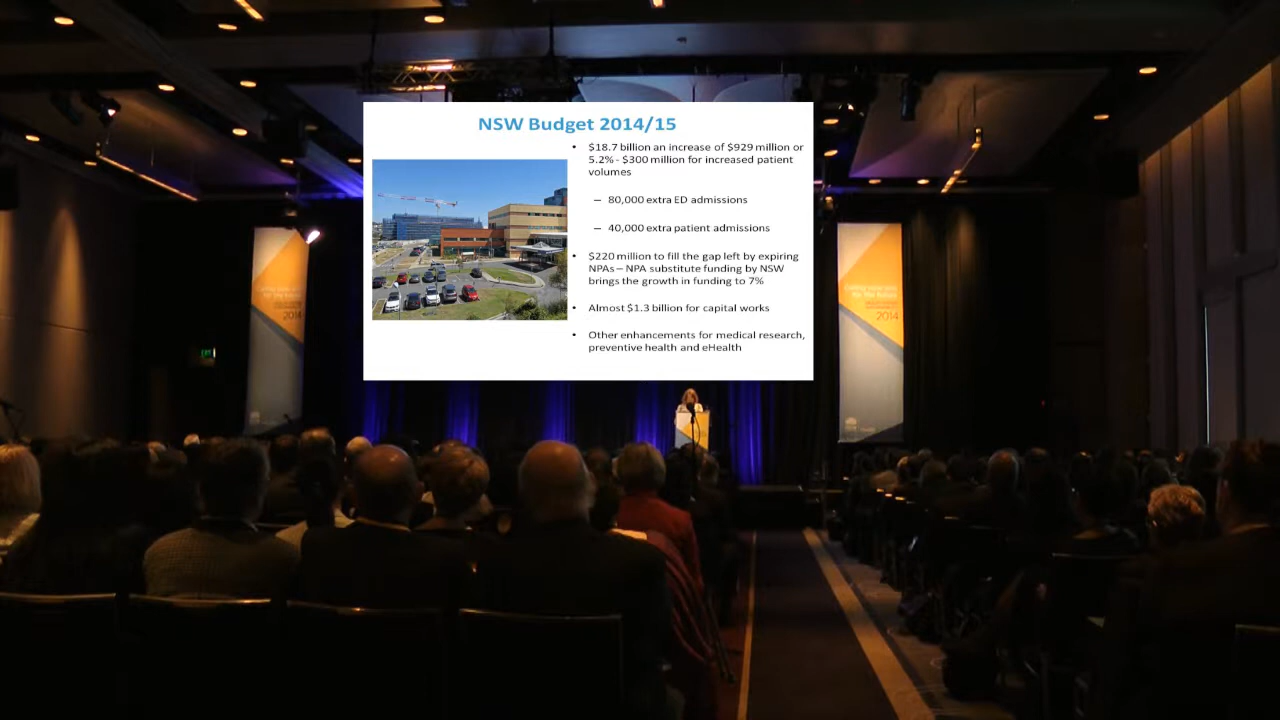 NSW Budget 2014/15
• $18.7 billion an increase of $929 million or
5.2% - $300 million for increased patient
volumes
– 80,000 extra ED admissions
– 40,000 extra patient admissions
• $220 million to fill the gap left by expiring
NPAs – NPA substitute funding by NSW
brings the growth in funding to 7%
• Almost $1.3 billion for capital works
• Other enhancements for medical research,
preventive health and eHealth
2014
2014